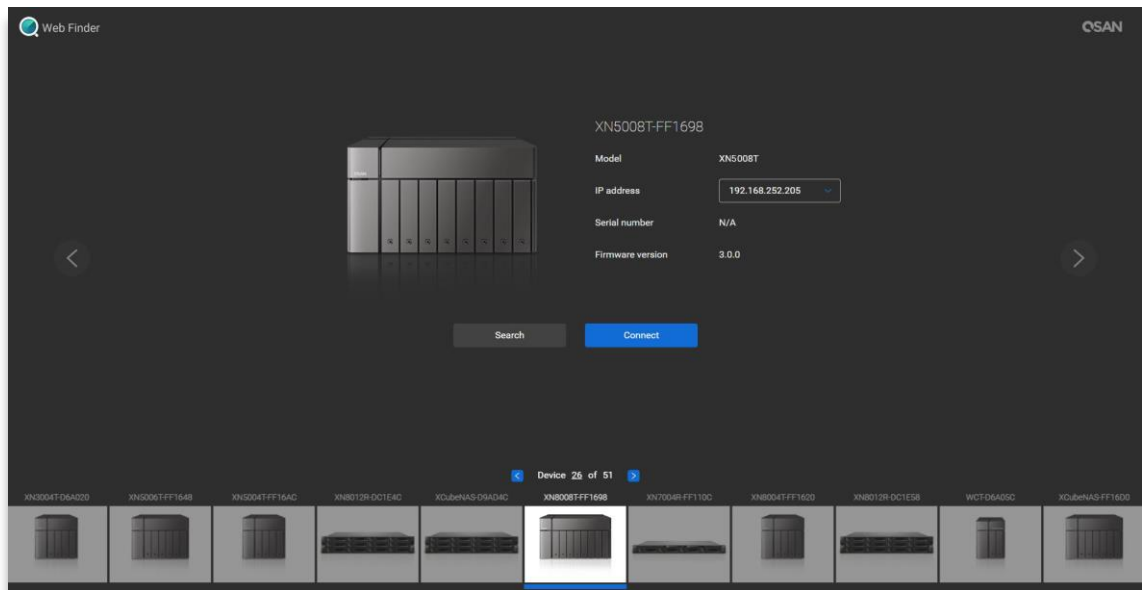 Web Finder
QSAN
XN5008T-FF1698
Model XN5008T
IP address 192.168.252.205
Serial number N/A
Firmware version 3.0.0
Search Connect
Device 26 of 51
XN3004T-D6A020 XN5006T-FF1648 XN5004T-FF16AC XN8012R-DC1E4C XCubeNAS-D9AD4C XN8008T-FF1698 XN7004R-FF110C XN8004T-FF1620 XN8012R-DC1E58 WCT-D6AD5C XCubeNAS-FF16D0